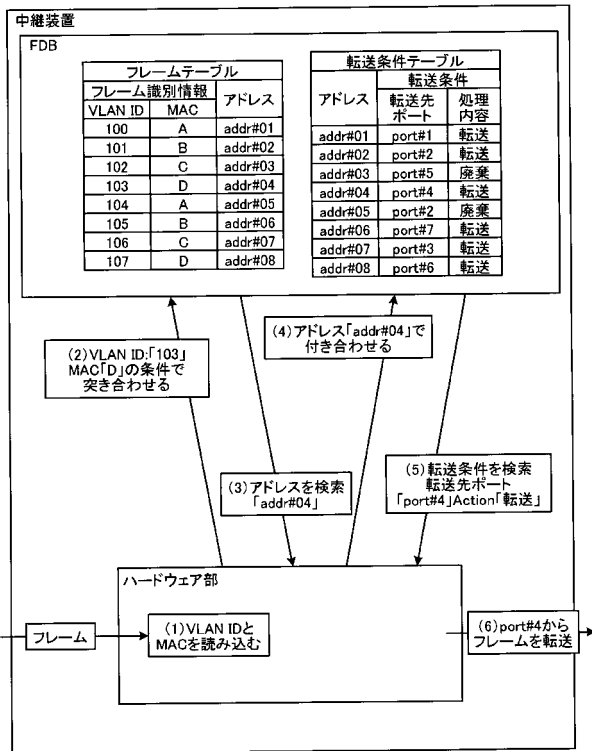 中継装置
FDB
フレームテーブル
フレーム識別情報 アドレス
VLAN ID MAC
100 A addr#01
101 B addr#02
102 C addr#03
103 D addr#04
104 A addr#05
105 B addr#06
106 C addr#07
107 D addr#08
転送条件テーブル
アドレス 転送条件
転送先 処理
ポート 内容
addr#01 port#1 転送
addr#02 port#2 転送
addr#03 port#5 廃棄
addr#04 port#4 転送
addr#05 port#2 廃棄
addr#06 port#7 転送
addr#07 port#3 転送
addr#08 port#6 転送
(2)VLAN ID:「103」
MAC「D」の条件で
突き合わせる
(4)アドレス「addr#04」で
付き合わせる
(3)アドレスを検索
「addr#04」
(5)転送条件を検索
転送先ポート
「port#4」Action「転送」
ハードウェア部
フレーム
(1)VLAN IDと
MACを読み込む
(6)port#4から
フレームを転送